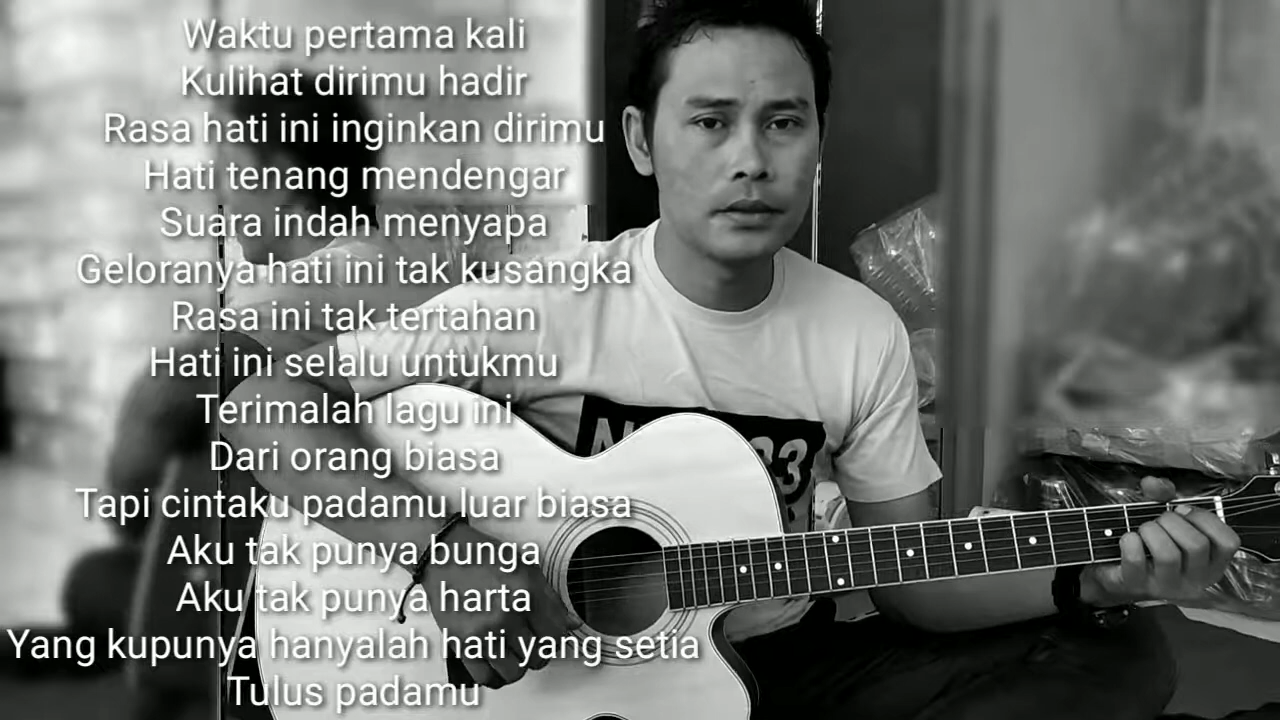 Waktu pertama kali
Kulihat dirimu hadir
Rasa hati ini inginkan dirimu
Hati tenang mendengar
Suara indah menyapa
Geloranya hati ini tak kusangka
Rasa ini tak tertahan
Hati ini selalu untukmu
Terimalah lagu ini
Dari orang biasa
Tapi cintaku padamu luar biasa
Aku tak punya bunga
Aku tak punya harta
Yang kupunya hanyalah hati yang setia
Tulus padamu